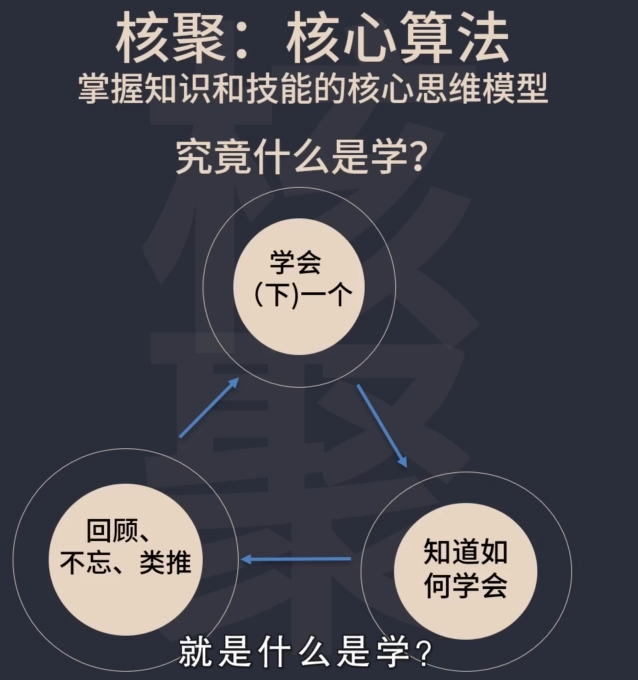 核聚：核心算法
掌握知识和技能的核心思维模型
究竟什么是学？
学会
（下)一个
知道如
何学会
回顾、
不忘、类推
就是什么是学？
核
聚